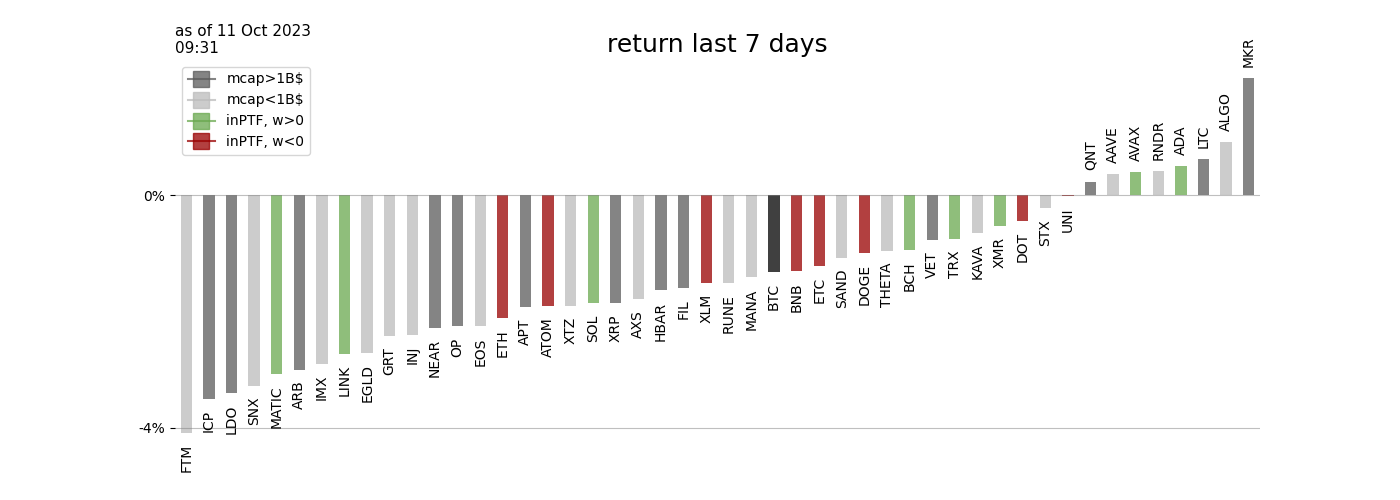 as of 11 Oct 2023
09:31
return last 7 days
mcap>1B$
mcap<1B$
inPTF, w>0
inPTF, w<0
0%
-4%
FTM
ICP
LDO
SNX
MATIC
ARB
IMX
LINK
EGLD
GRT
INJ
NEAR
OP
EOS
ETH
APT
ATOM
XTZ
SOL
XRP
AXS
HBAR
FIL
XLM
RUNE
MANA
BTC
BNB
ETC
SAND
DOGE
THETA
BCH
VET
TRX
KAVA
XMR
DOT
STX
UNI
QNT
AAVE
AVAX
RNDR
ADA
LTC
ALGO
MKR